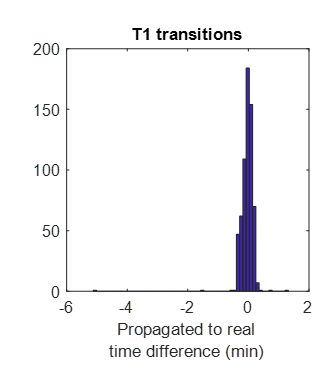 T1 transitions
200
150
100
50
0
-6 -4 -2 0 2
Propagated to real
time difference (min)